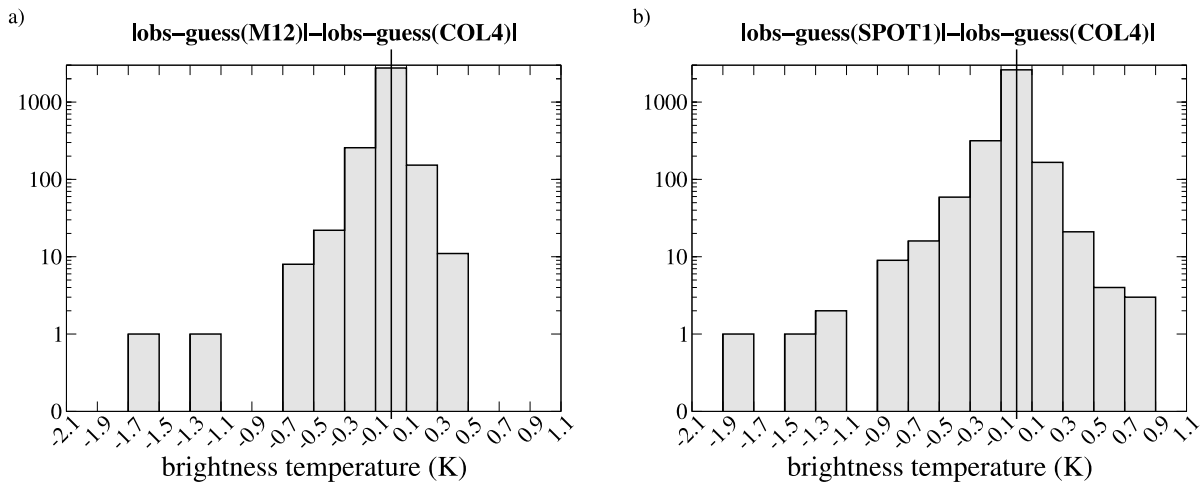 a)
|obs−guess(M12)|−|obs−guess(COL4)|
1000
100
10
1
0
-2.1 -1.9 -1.7 -1.5 -1.3 -1.1 -0.9 -0.7 -0.5 -0.3 -0.1 0.1 0.3 0.5 0.7 0.9 1.1
brightness temperature (K)
b)
|obs−guess(SPOT1)|−|obs−guess(COL4)|
1000
100
10
1
0
-2.1 -1.9 -1.7 -1.5 -1.3 -1.1 -0.9 -0.7 -0.5 -0.3 -0.1 0.1 0.3 0.5 0.7 0.9 1.1
brightness temperature (K)